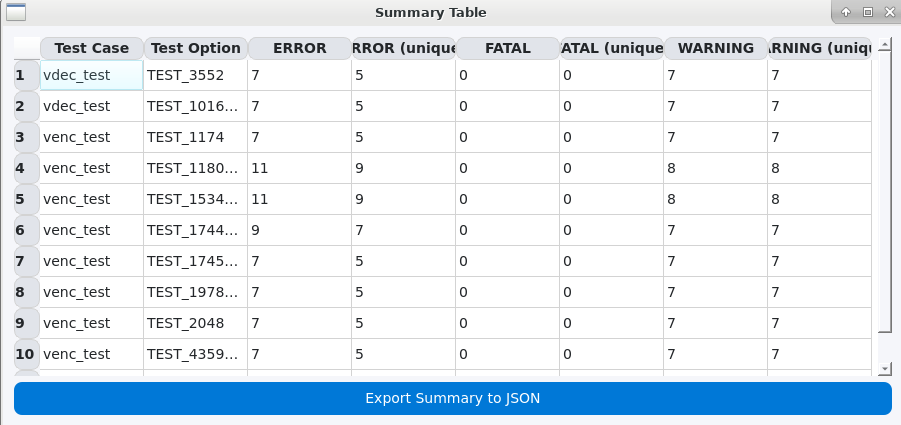 Summary Table
Test Case Test Option ERROR RROR (unique FATAL ATAL (unique WARNING RNING (uniqu
1 vdec_test TEST_3552 7 5 0 0 7 7
2 vdec_test TEST_1016... 7 5 0 0 7 7
3 venc_test TEST_1174 7 5 0 0 7 7
4 venc_test TEST_1180... 11 9 0 0 8 8
5 venc_test TEST_1534... 11 9 0 0 8 8
6 venc_test TEST_1744... 9 7 0 0 7 7
7 venc_test TEST_1745... 7 5 0 0 7 7
8 venc_test TEST_1978... 7 5 0 0 7 7
9 venc_test TEST_2048 7 5 0 0 7 7
10 venc_test TEST_4359... 7 5 0 0 7 7
Export Summary to JSON